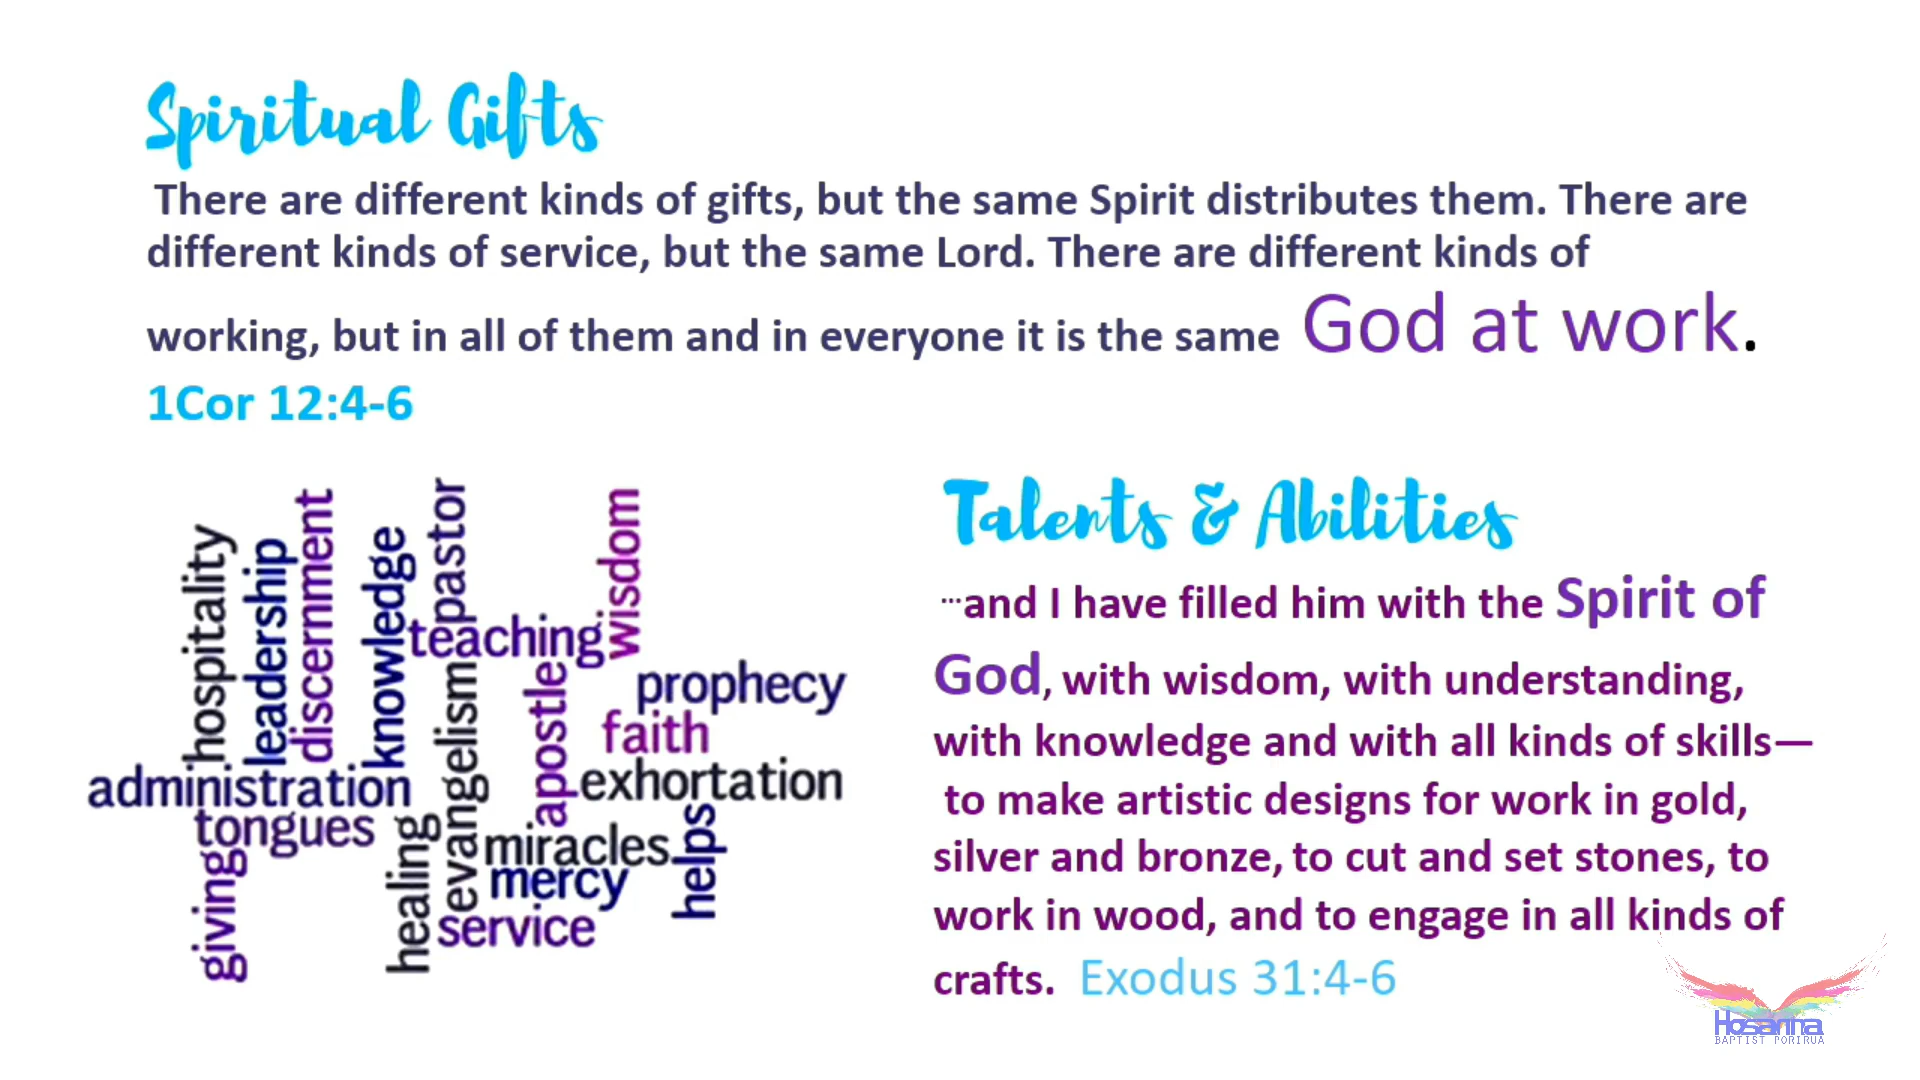 Spiritual Gifts
There are different kinds of gifts, but the same Spirit distributes them. There are
different kinds of service, but the same Lord. There are different kinds of
working, but in all of them and in everyone it is the same God at work.
1Cor 12:4-6
hospitality
leadership
discernment
knowledge
pastor
wisdom
teaching
prophecy
faith
apostle
evangelism
exhortation
administration
tongues
giving
healing
miracles
mercy
helps
service
Talents & Abilities
...and I have filled him with the Spirit of
God, with wisdom, with understanding,
with knowledge and with all kinds of skills—
to make artistic designs for work in gold,
silver and bronze, to cut and set stones, to
work in wood, and to engage in all kinds of
crafts. Exodus 31:4-6
Hosanna
BAPTIST PORIRUA